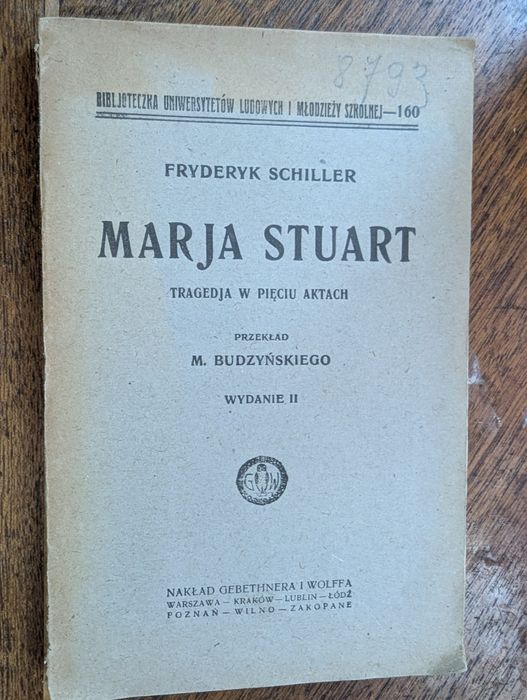 8793
BIBLJOTECZKA UNIWERSYTETÓW LUDOWYCH I MŁODZIEŻY SZKOLNEJ—160
FRYDERYK SCHILLER
MARJA STUART
TRAGEDJA W PIĘCIU AKTACH
PRZEKŁAD
M. BUDZYŃSKIEGO
WYDANIE II
G W
NAKŁAD GEBETHNERA I WOLFFA
WARSZAWA — KRAKÓW — LUBLIN — ŁÓDŹ
POZNAŃ — WILNO — ZAKOPANE